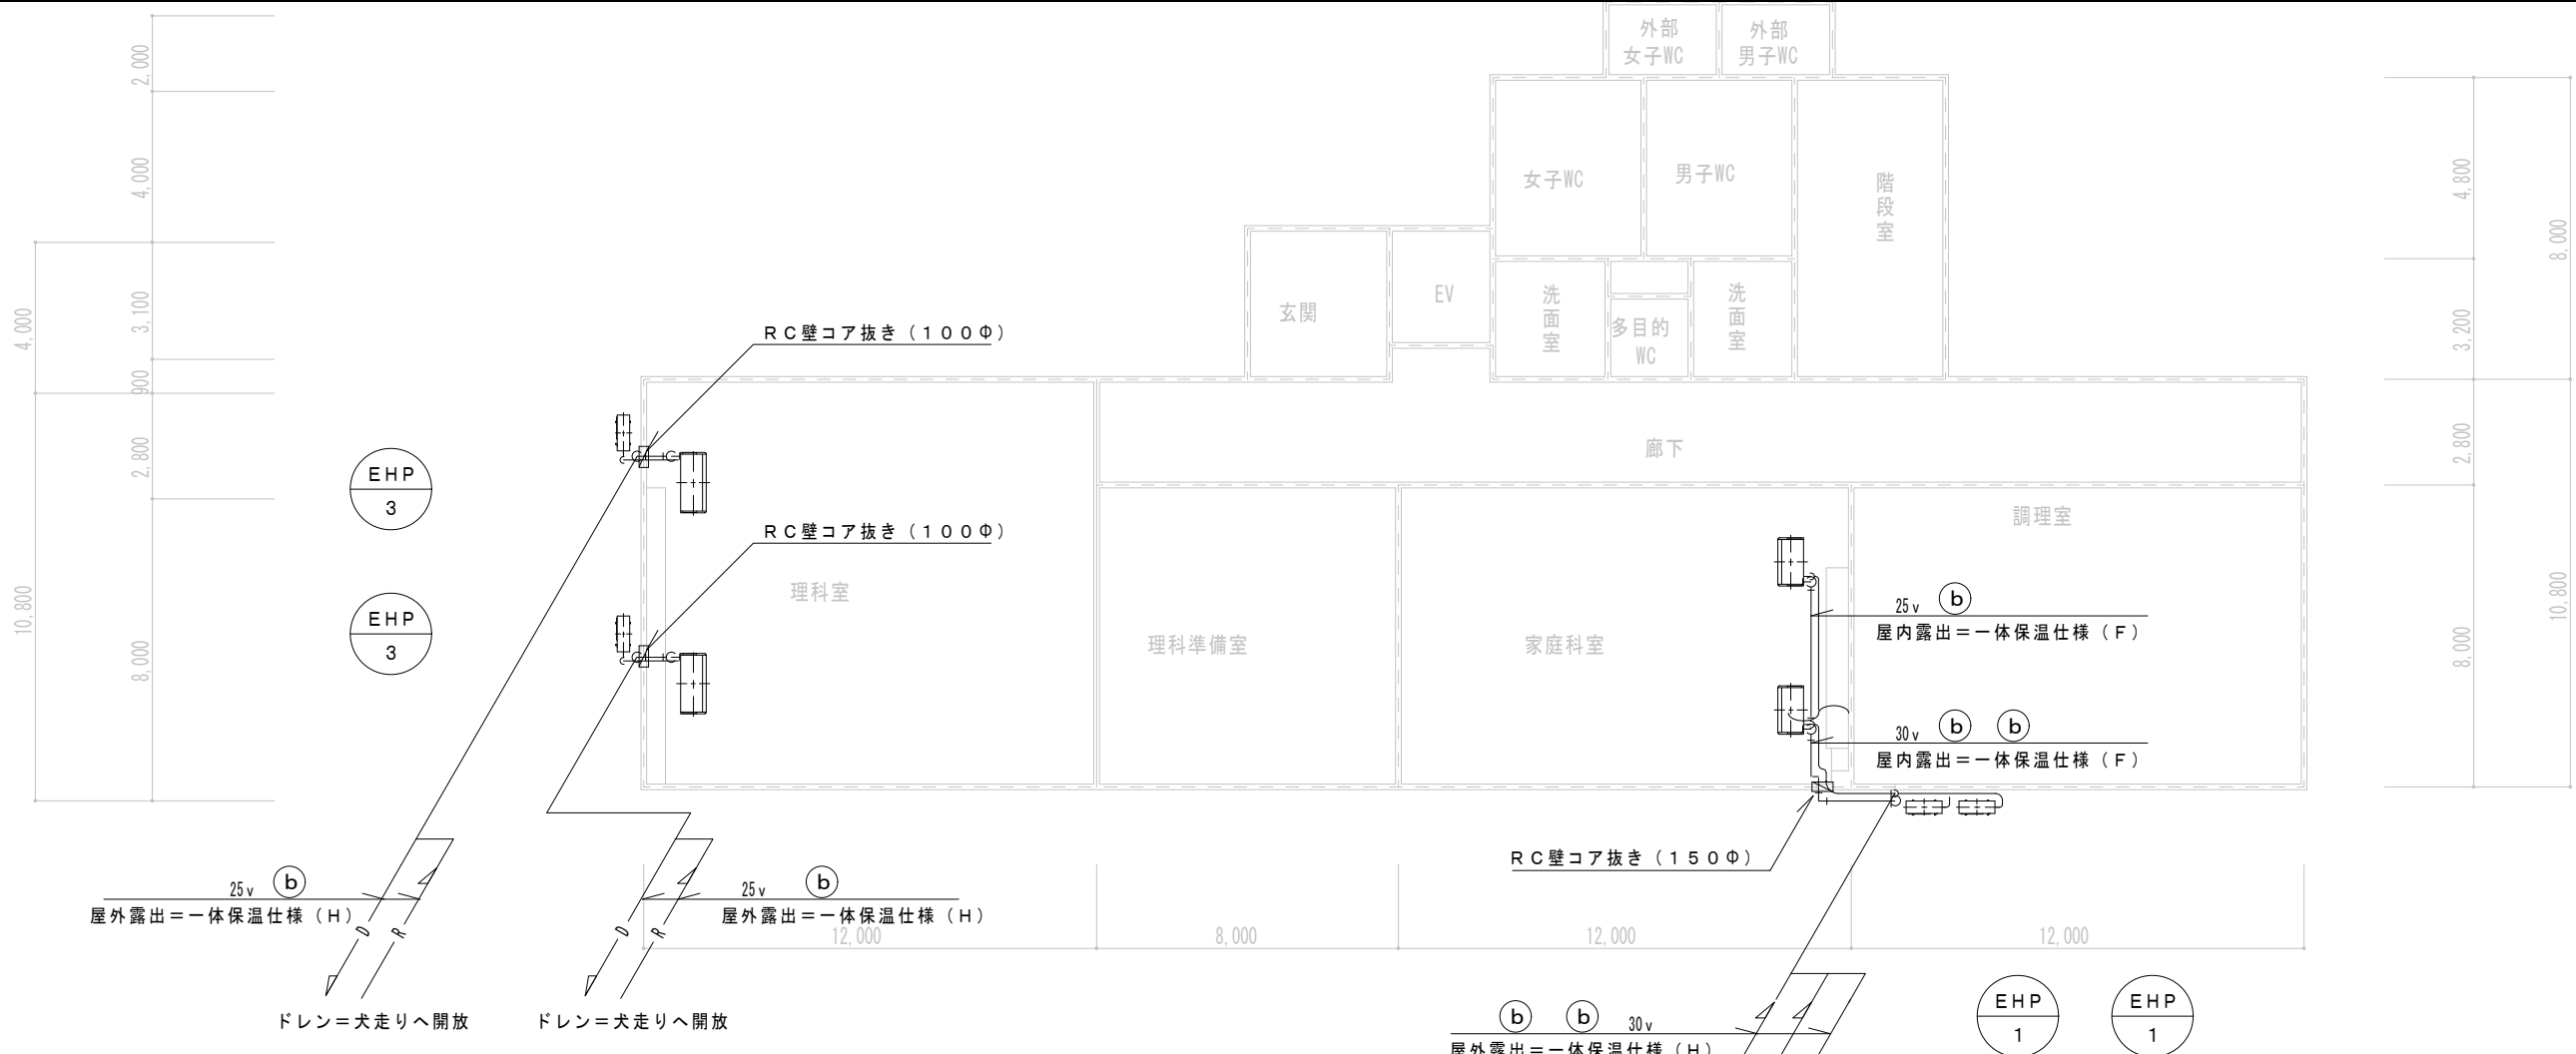 外部
女子WC
外部
男子WC
2,000
4,000
3,100
900
2,800
8,000
4,000
10,800
女子WC
男子WC
階段室
4,800
3,200
2,800
8,000
8,000
10,800
玄関
EV
洗面室
多目的
WC
洗面室
RC壁コア抜き(100Φ)
廊下
EHP
3
RC壁コア抜き(100Φ)
調理室
理科室
理科準備室
家庭科室
EHP
3
25v ⓑ
屋内露出=一体保温仕様(F)
30v ⓑ ⓑ
屋内露出=一体保温仕様(F)
RC壁コア抜き(150Φ)
25v ⓑ
屋外露出=一体保温仕様(H)
D
R
25v ⓑ
屋外露出=一体保温仕様(H)
D
R
12,000
8,000
12,000
12,000
ドレン=犬走りへ開放
ドレン=犬走りへ開放
ⓑ ⓑ 30v
屋外露出=一体保温仕様(H)
EHP
1
EHP
1